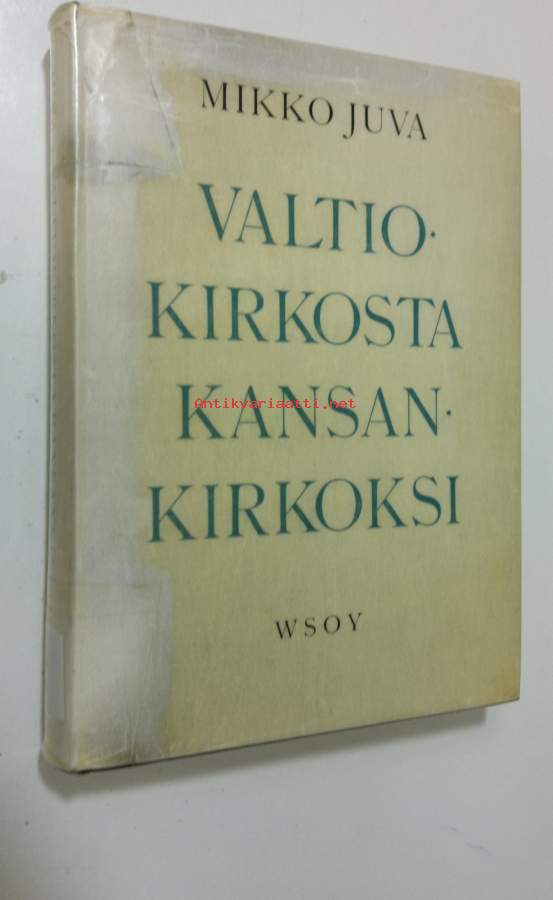 MIKKO JUVA
VALTIO-
KIRKOSTA
Antikvariaatti.net
KANSAN-
KIRKOKSI
WSOY